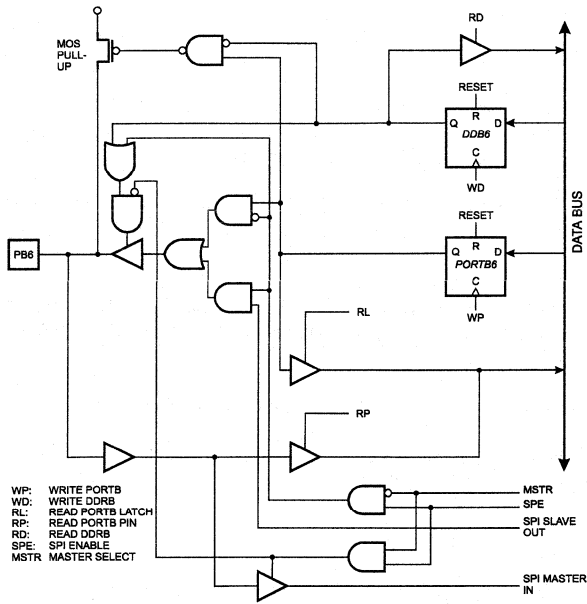 RD
MOS
PULL-
UP
RESET
R
Q
D
DDB6
C
WD
RESET
R
Q
D
PORTB6
C
WP
DATA BUS
PB6
RL
RP
WP: WRITE PORTB
WD: WRITE DDRB
RL: READ PORTB LATCH
RP: READ PORTB PIN
RD: READ DDRB
SPE: SPI ENABLE
MSTR MASTER SELECT
MSTR
SPE
SPI SLAVE
OUT
SPI MASTER
IN